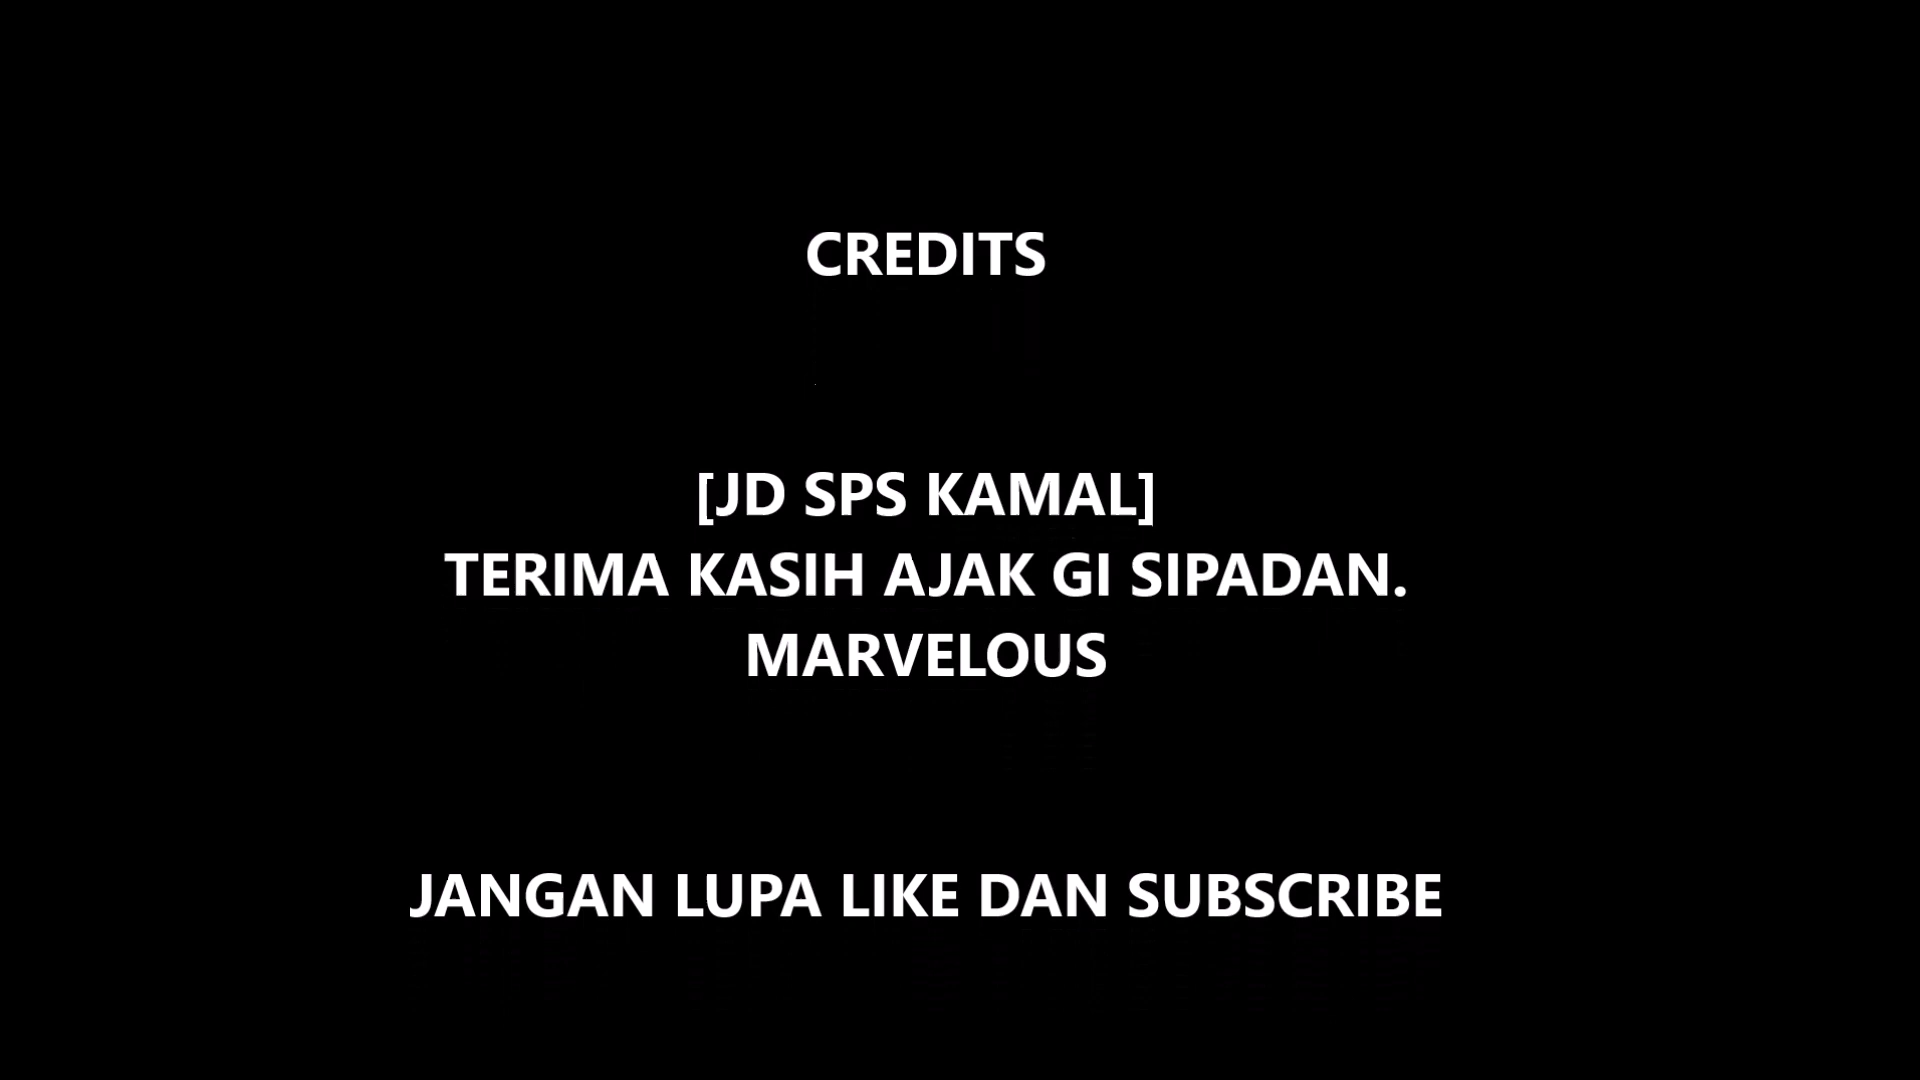 CREDITS
[JD SPS KAMAL]
TERIMA KASIH AJAK GI SIPADAN.
MARVELOUS
JANGAN LUPA LIKE DAN SUBSCRIBE